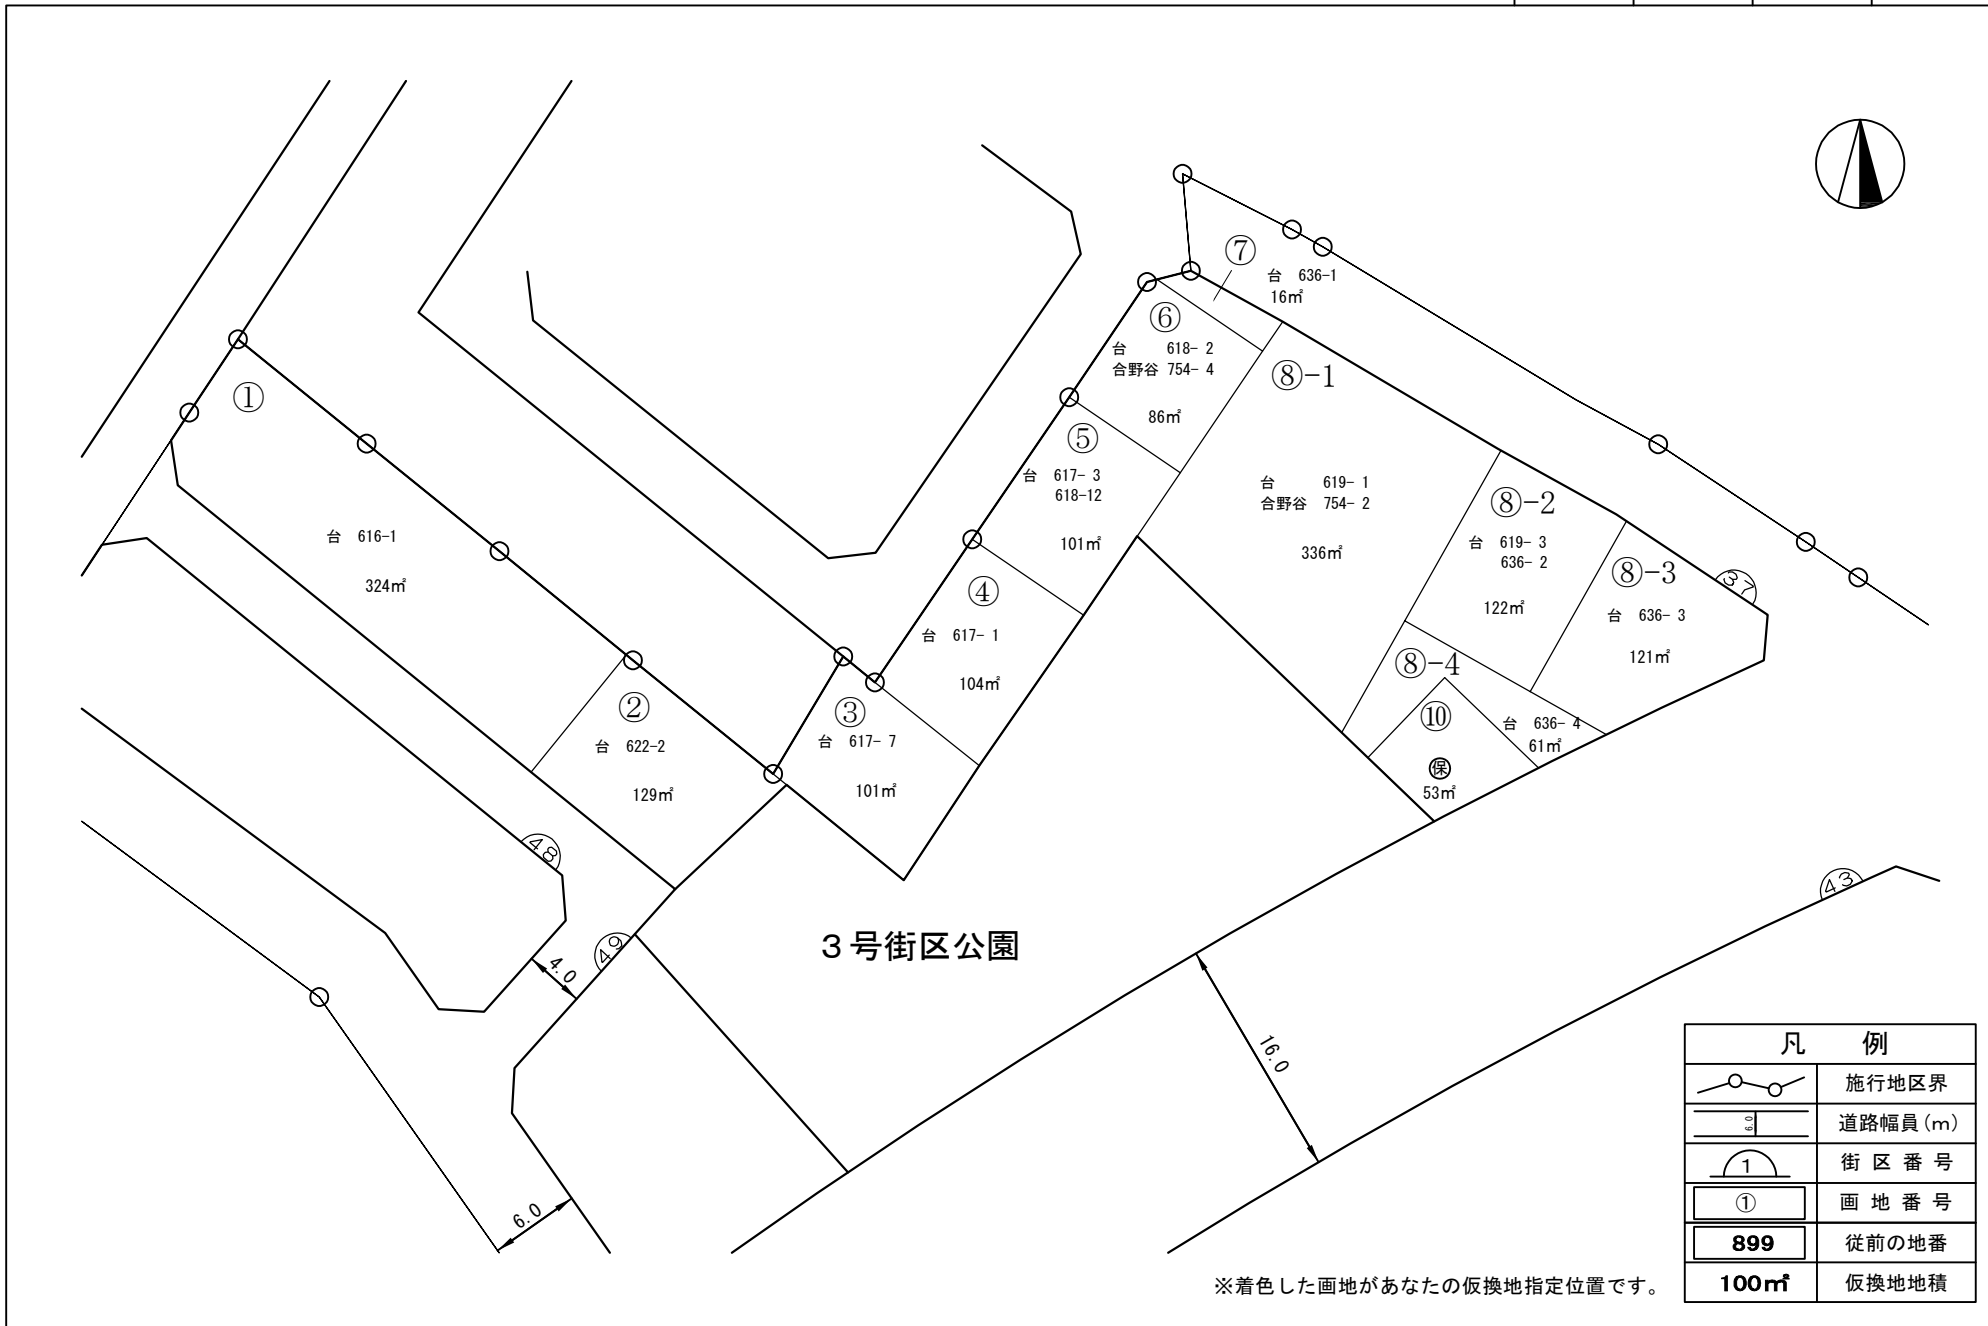 ⑦
台 636-1
16㎡
⑥
台 618-2
合野谷 754-4
86㎡
①
⑧-1
⑤
台 617-3
618-12
101㎡
台 619-1
合野谷 754-2
336㎡
⑧-2
台 619-3
636-2
122㎡
台 616-1
324㎡
⑧-3
台 636-3
121㎡
37
④
台 617-1
104㎡
⑧-4
②
台 622-2
129㎡
③
台 617-7
101㎡
⑩
保
53㎡
台 636-4
61㎡
48
43
49
4.0
3号街区公園
16.0
6.0
凡 例
施行地区界
6.0 道路幅員(m)
1 街区番号
① 画地番号
899 従前の地番
100㎡ 仮換地地積
※着色した画地があなたの仮換地指定位置です。